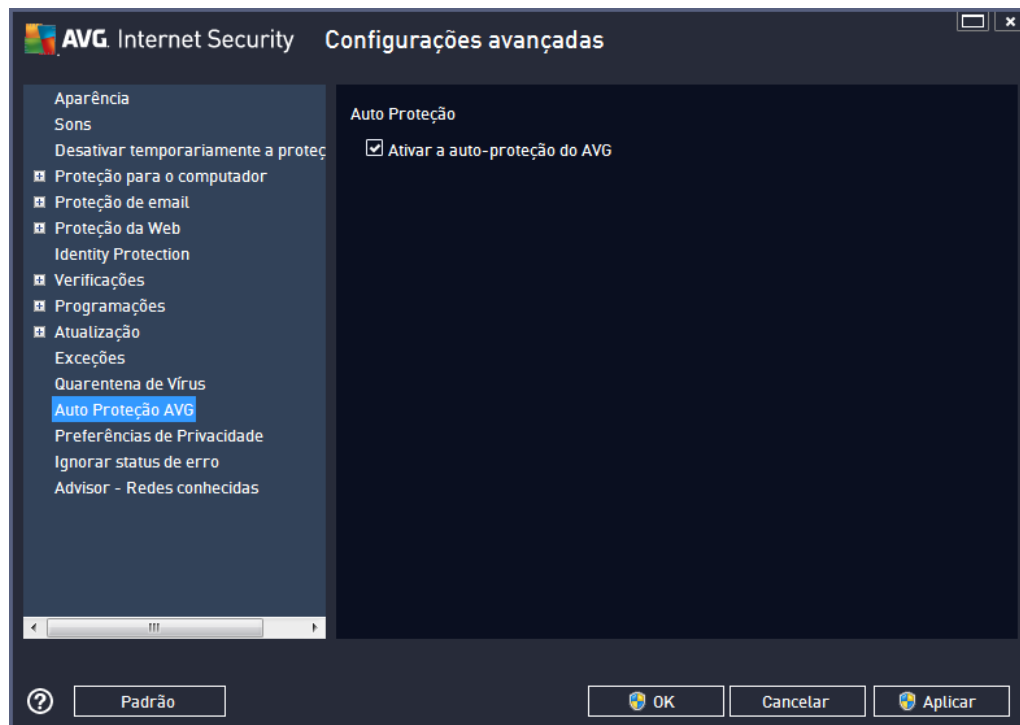 AVG. Internet Security Configurações avançadas
Aparência
Sons
Desativar temporariamente a proteç
Proteção para o computador
Proteção de email
Proteção da Web
Identity Protection
Verificações
Programações
Atualização
Exceções
Quarentena de Vírus
Auto Proteção AVG
Preferências de Privacidade
Ignorar status de erro
Advisor - Redes conhecidas
Auto Proteção
Ativar a auto-proteção do AVG
Padrão OK Cancelar Aplicar